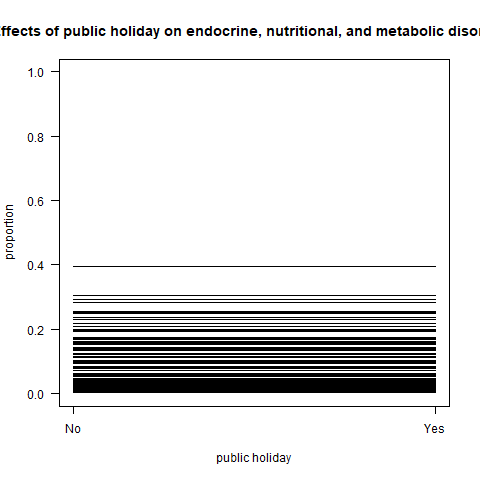 ffects of public holiday on endocrine, nutritional, and metabolic disor
1.0
0.8
0.6
0.4
0.2
0.0
proportion
No
Yes
public holiday